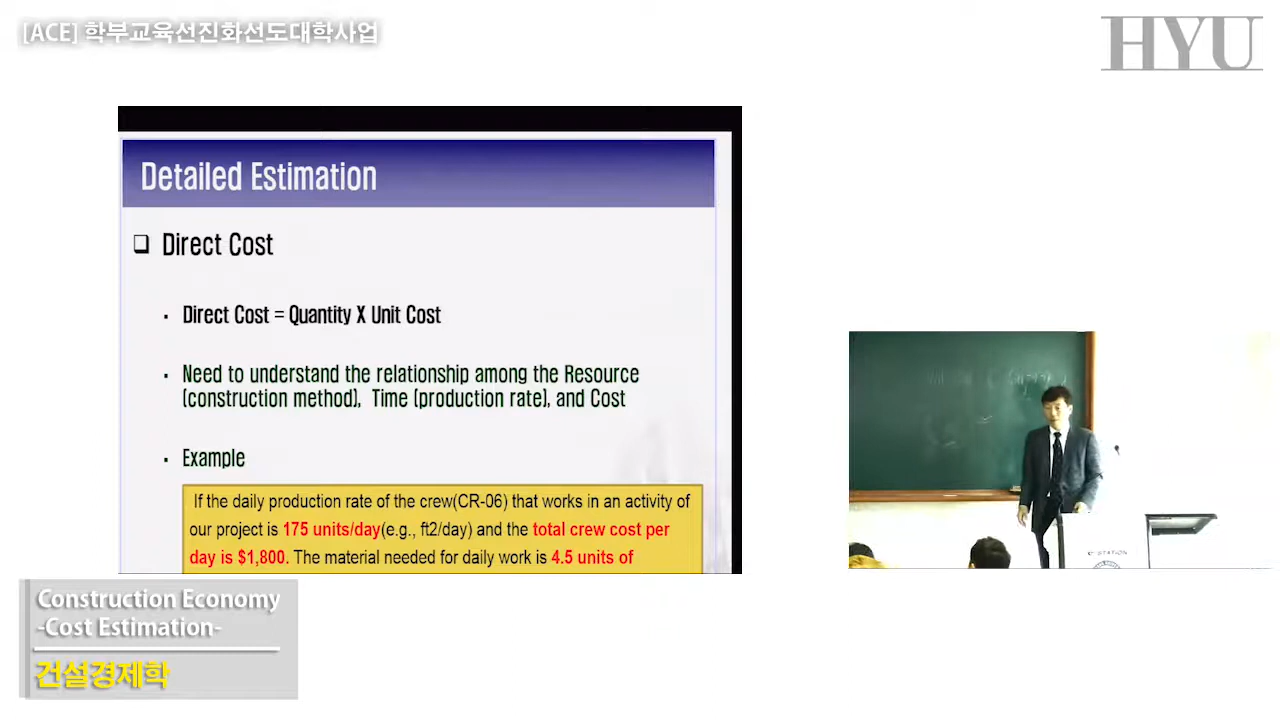 [ACE] 학부교육선진화선도대학사업
HYU
Detailed Estimation
❑ Direct Cost
· Direct Cost = Quantity X Unit Cost
· Need to understand the relationship among the Resource
(construction method), Time (production rate), and Cost
· Example
If the daily production rate of the crew(CR-06) that works in an activity of
our project is 175 units/day(e.g., ft2/day) and the total crew cost per
day is $1,800. The material needed for daily work is 4.5 units of
STATION
Construction Economy
-Cost Estimation-
건설경제학